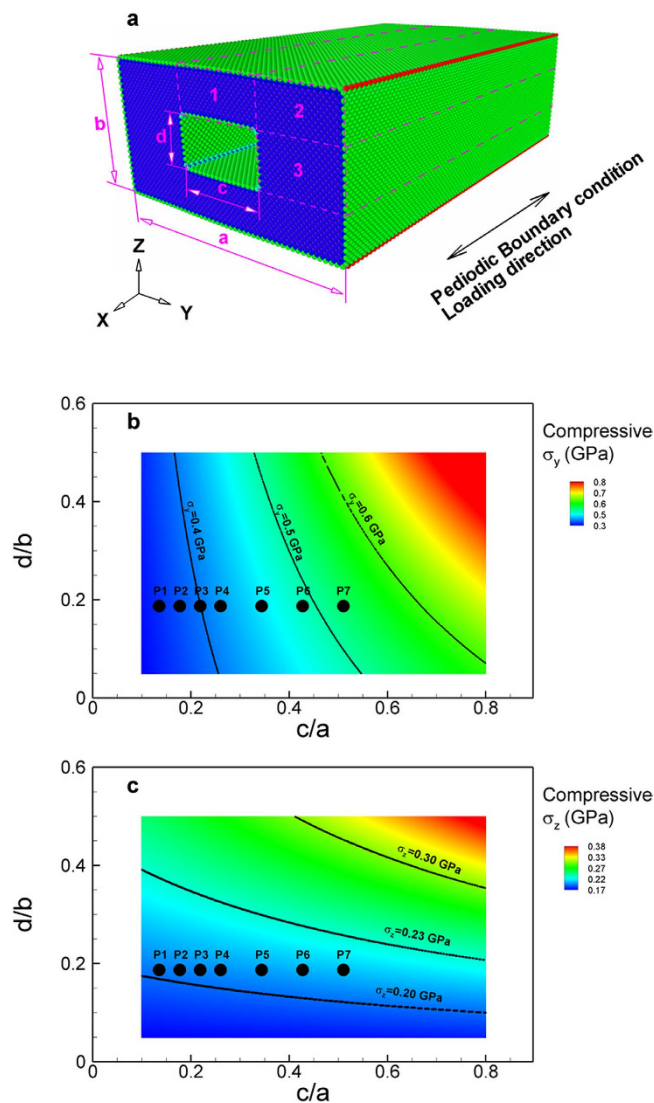 a
1
2
3
b
d
c
a
Z
X
Y
Pediodic Boundary condition
Loading direction
b
0.6
0.4
0.2
0
d/b
σy=0.4 GPa
σy=0.5 GPa
σy=0.6 GPa
P1 P2 P3 P4 P5 P6 P7
0 0.2 0.4 0.6 0.8
c/a
Compressive
σy (GPa)
0.8
0.7
0.6
0.5
0.3
c
0.6
0.4
0.2
0
d/b
σz=0.30 GPa
σz=0.23 GPa
P1 P2 P3 P4 P5 P6 P7
σz=0.20 GPa
0 0.2 0.4 0.6 0.8
c/a
Compressive
σz (GPa)
0.38
0.33
0.27
0.22
0.17